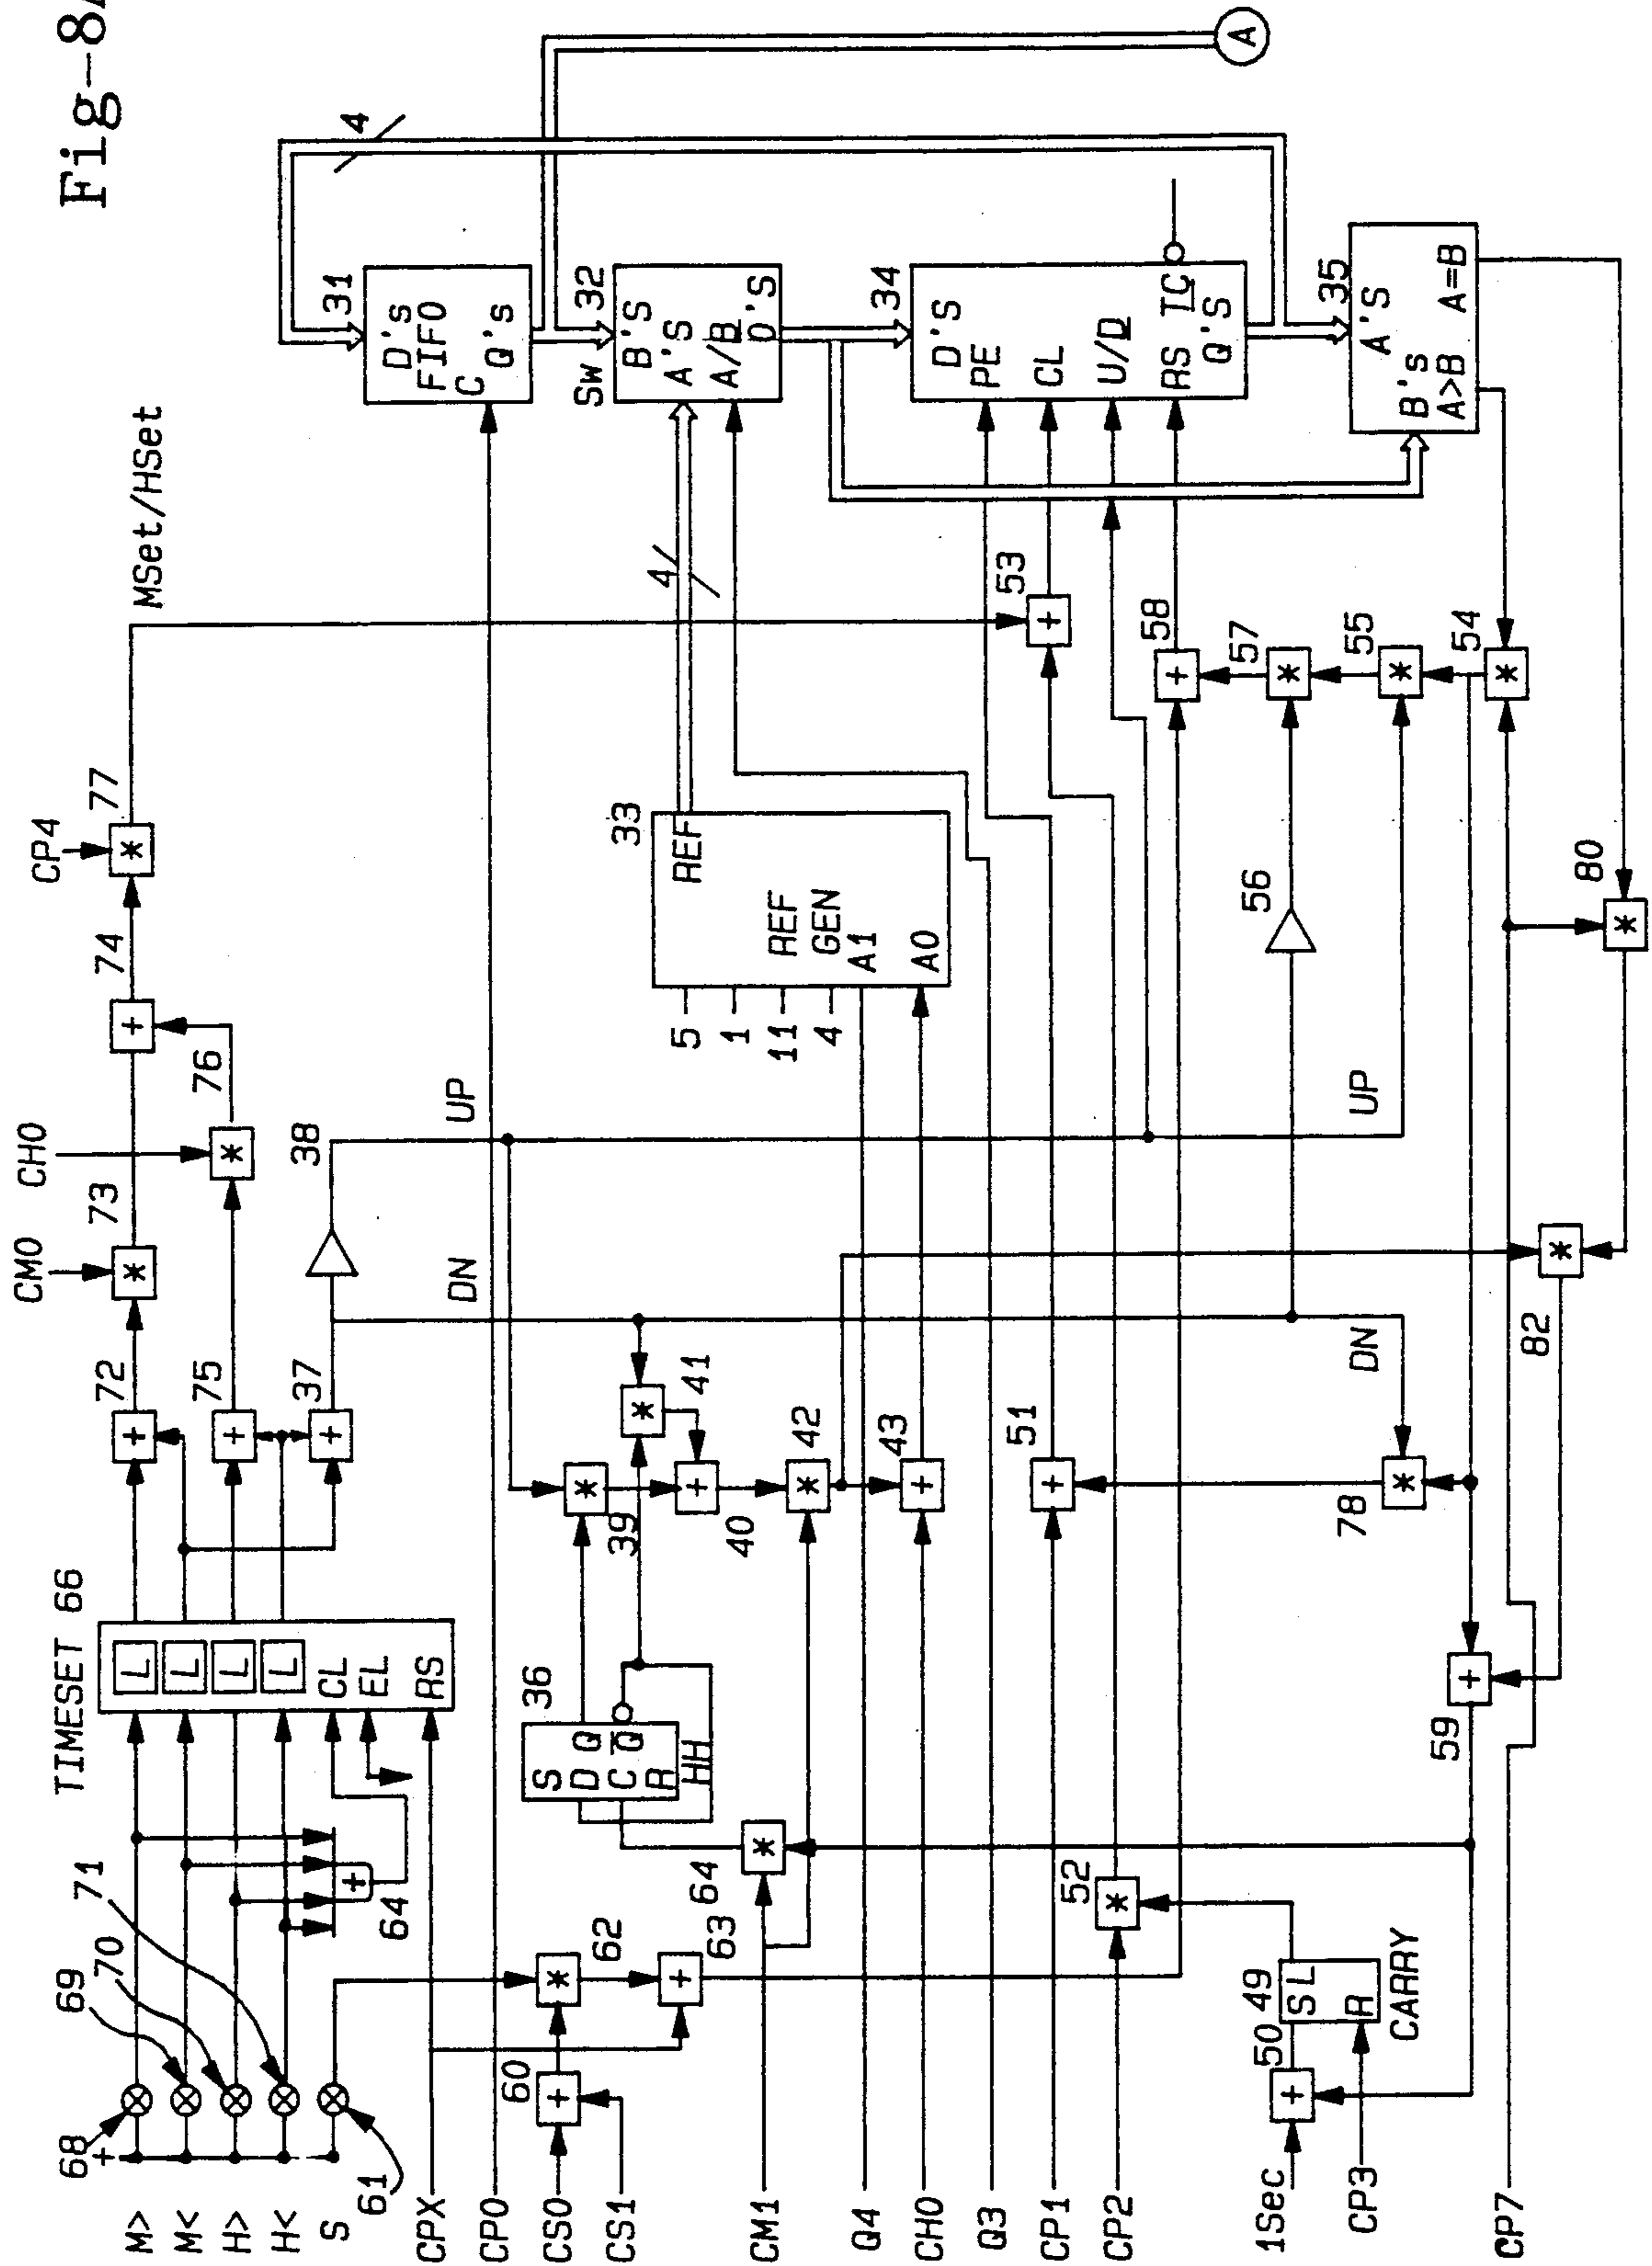 Fig-8
A
MSet/HSet
CP4
77
CH0
CM0
74
73
76
72
75
37
38
TIMESET 66
L
L
L
L
CL
EL
RS
+
68
69
70
71
61
64
M>
M<
H>
H<
S
CPX
CP0
CS0
CS1
CM1
Q4
CH0
Q3
CP1
CP2
1Sec
CP3
CP7
UP
DN
UP
DN
4
31
D's
FIFO
C
Q's
SW 32
B'S
A'S
A/B
O'S
4
33
REF
REF
GEN
A1
A0
5
1
11
4
34
D'S
PE
CL
U/D
RS
TC
Q'S
35
A'S
B's
A>B
A=B
36
S
D
C
R
Q
Q
HH
39
40
41
42
43
51
52
53
54
55
56
57
58
59
60
62
63
64
78
80
82
50
49
S L
R
CARRY